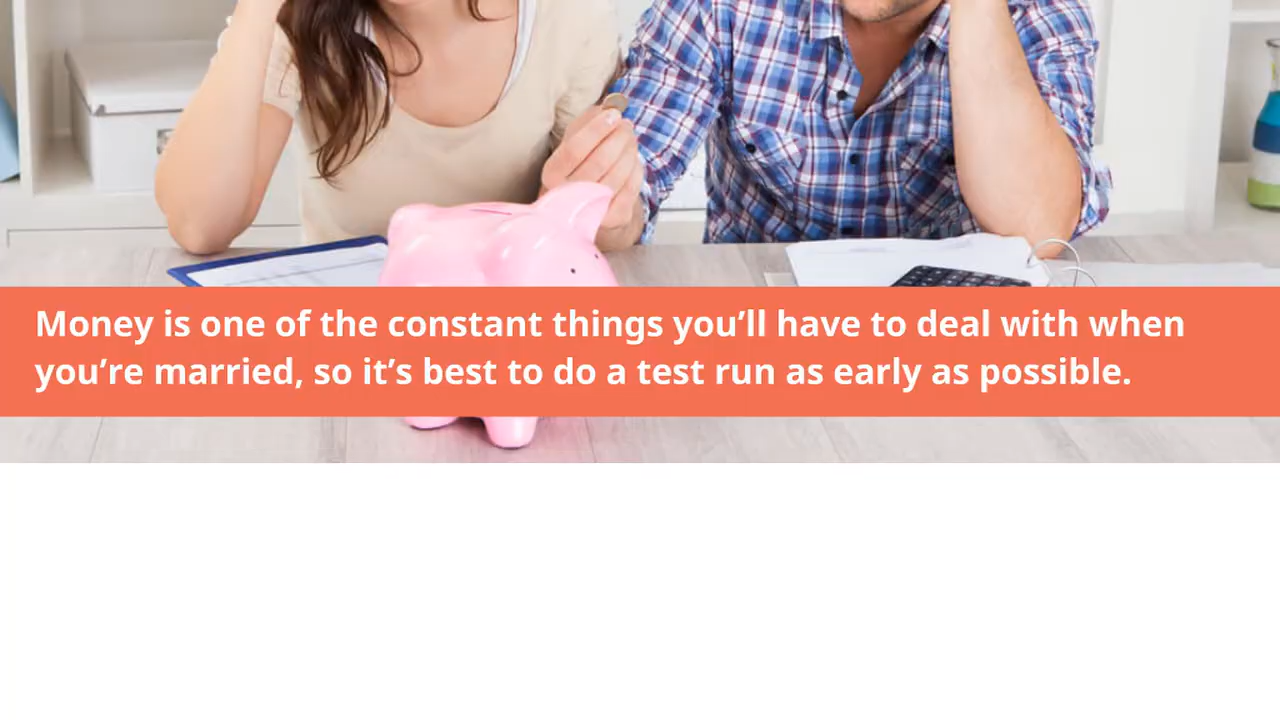 Money is one of the constant things you’ll have to deal with when
you’re married, so it’s best to do a test run as early as possible.